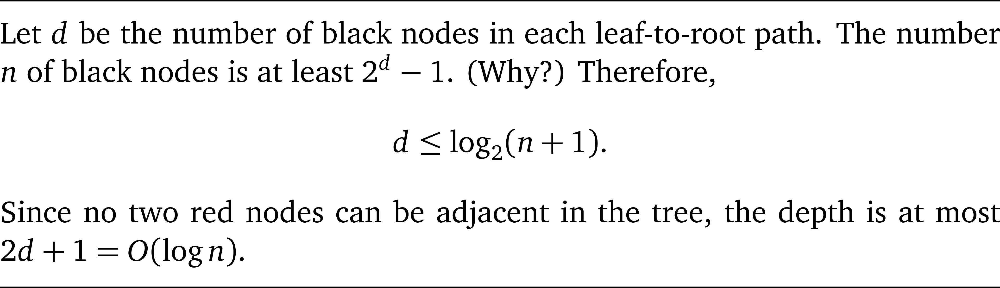 Let d be the number of black nodes in each leaf-to-root path. The number
n of black nodes is at least 2^d − 1. (Why?) Therefore,
d ≤ log₂(n + 1).
Since no two red nodes can be adjacent in the tree, the depth is at most
2d + 1 = O(log n).